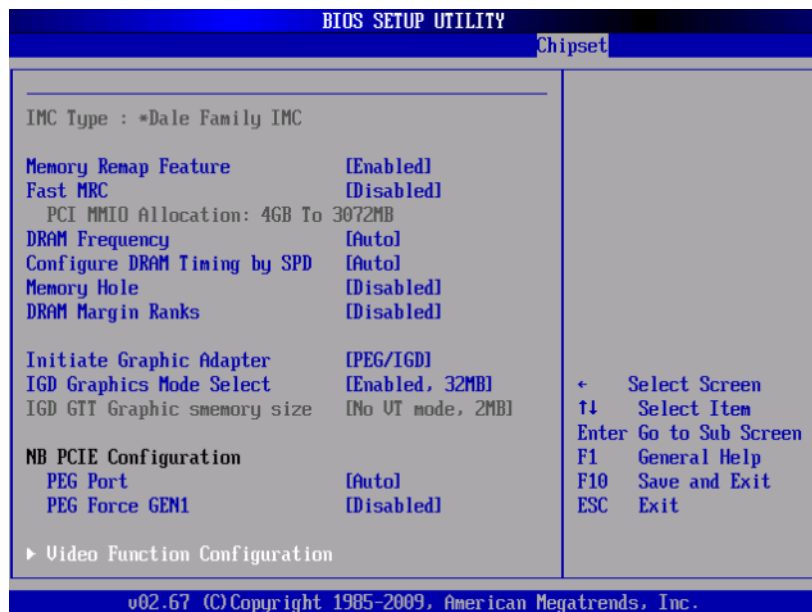 BIOS SETUP UTILITY
Chipset
IMC Type : *Dale Family IMC
Memory Remap Feature [Enabled]
Fast MRC [Disabled]
PCI MMIO Allocation: 4GB To 3072MB
DRAM Frequency [Auto]
Configure DRAM Timing by SPD [Auto]
Memory Hole [Disabled]
DRAM Margin Ranks [Disabled]
Initiate Graphic Adapter [PEG/IGD]
IGD Graphics Mode Select [Enabled, 32MB]
IGD GTT Graphic smemory size [No VT mode, 2MB]
NB PCIE Configuration
PEG Port [Auto]
PEG Force GEN1 [Disabled]
▶ Video Function Configuration
← Select Screen
↑↓ Select Item
Enter Go to Sub Screen
F1 General Help
F10 Save and Exit
ESC Exit
v02.67 (C)Copyright 1985-2009, American Megatrends, Inc.